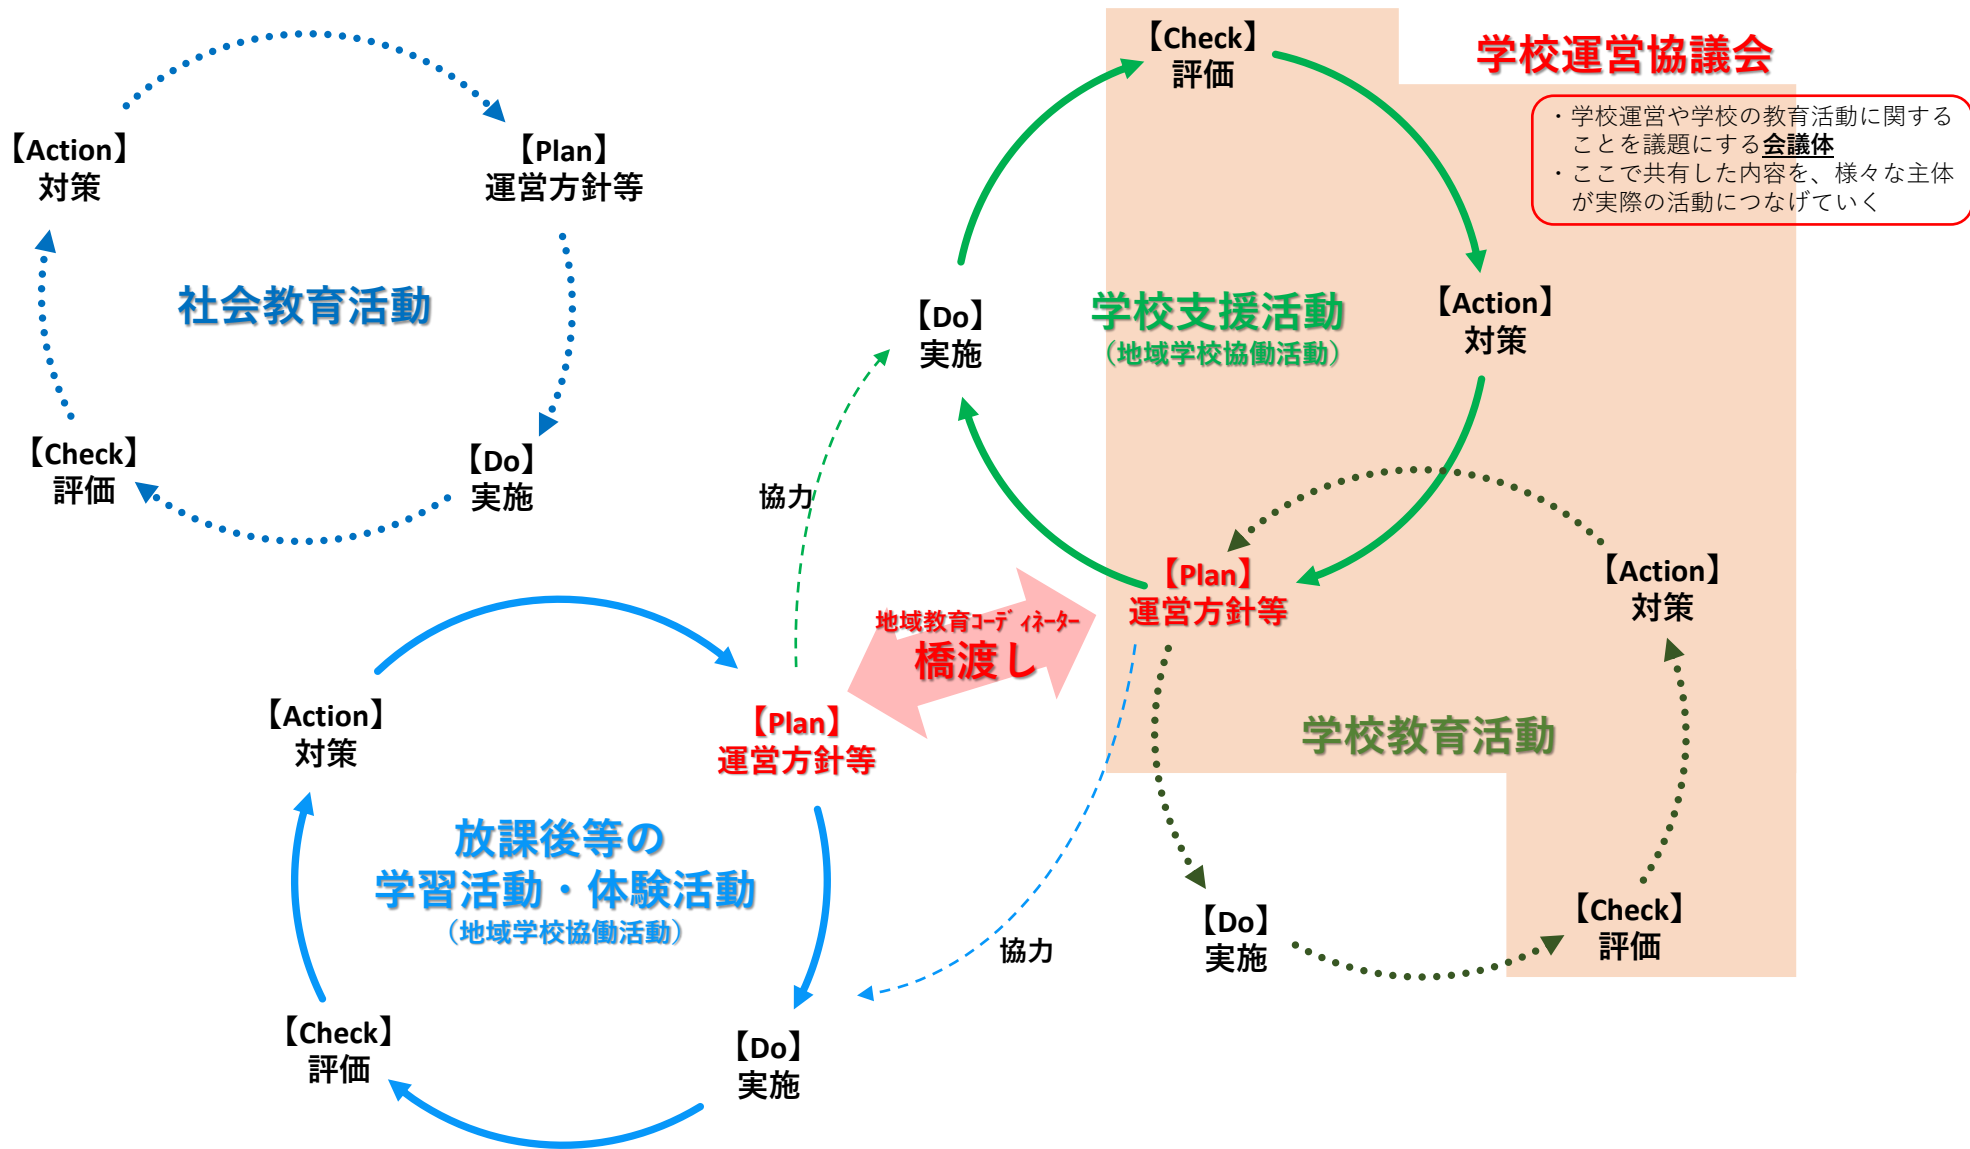 【Action】
対策
【Plan】
運営方針等
社会教育活動
【Check】
評価
【Do】
実施
【Check】
評価
学校運営協議会
・学校運営や学校の教育活動に関する
ことを議題にする会議体
・ここで共有した内容を、様々な主体
が実際の活動につなげていく
【Do】
実施
学校支援活動
（地域学校協働活動）
【Action】
対策
協力
【Plan】
運営方針等
地域教育ｺｰﾃﾞｨﾈｰﾀｰ
橋渡し
【Action】
対策
学校教育活動
【Do】
実施
【Check】
評価
協力
【Action】
対策
【Plan】
運営方針等
放課後等の
学習活動・体験活動
（地域学校協働活動）
【Check】
評価
【Do】
実施